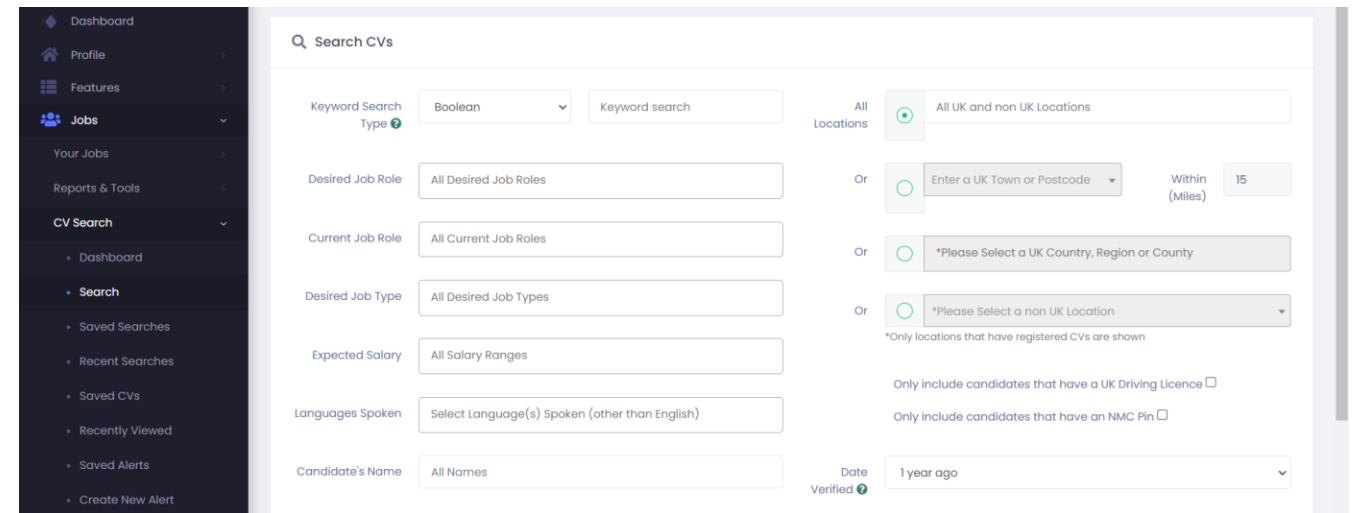 Dashboard
Profile
Features
Jobs
Your Jobs
Reports & Tools
CV Search
Dashboard
Search
Saved Searches
Recent Searches
Saved CVs
Recently Viewed
Saved Alerts
Create New Alert
Search CVs
Keyword Search
Type
Boolean
Keyword search
Desired Job Role
All Desired Job Roles
Current Job Role
All Current Job Roles
Desired Job Type
All Desired Job Types
Expected Salary
All Salary Ranges
Languages Spoken
Select Language(s) Spoken (other than English)
Candidate's Name
All Names
All
Locations
All UK and non UK Locations
Or
Enter a UK Town or Postcode
Within
(Miles)
15
Or
*Please Select a UK Country, Region or County
Or
*Please Select a non UK Location
*Only locations that have registered CVs are shown
Only include candidates that have a UK Driving Licence
Only include candidates that have an NMC Pin
Date
Verified
1 year ago